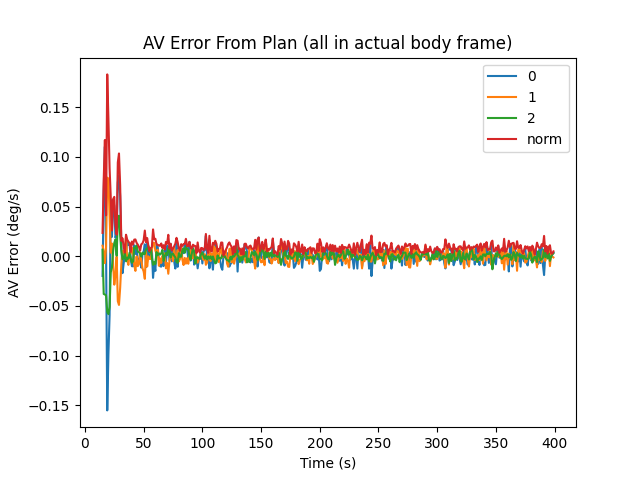 AV Error From Plan (all in actual body frame)
0
1
2
norm
AV Error (deg/s)
0.15
0.10
0.05
0.00
−0.05
−0.10
−0.15
0 50 100 150 200 250 300 350 400
Time (s)